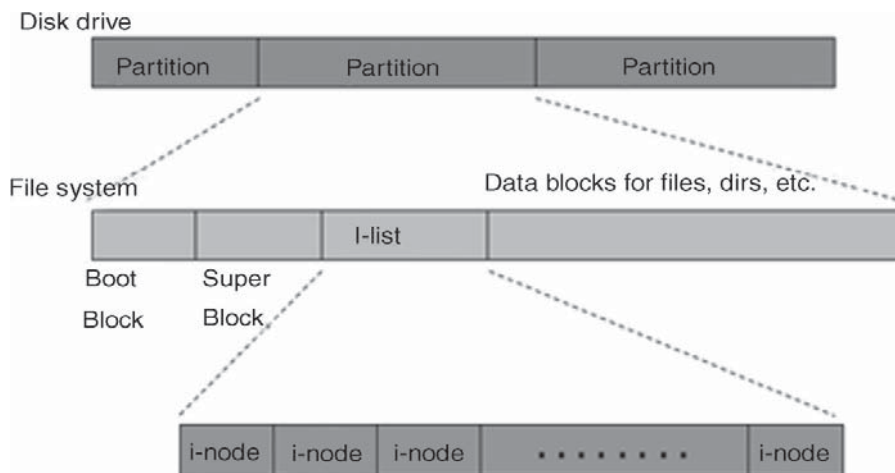 Disk drive
Partition Partition Partition
File system
Data blocks for files, dirs, etc.
I-list
Boot Super
Block Block
i-node i-node i-node ........ i-node